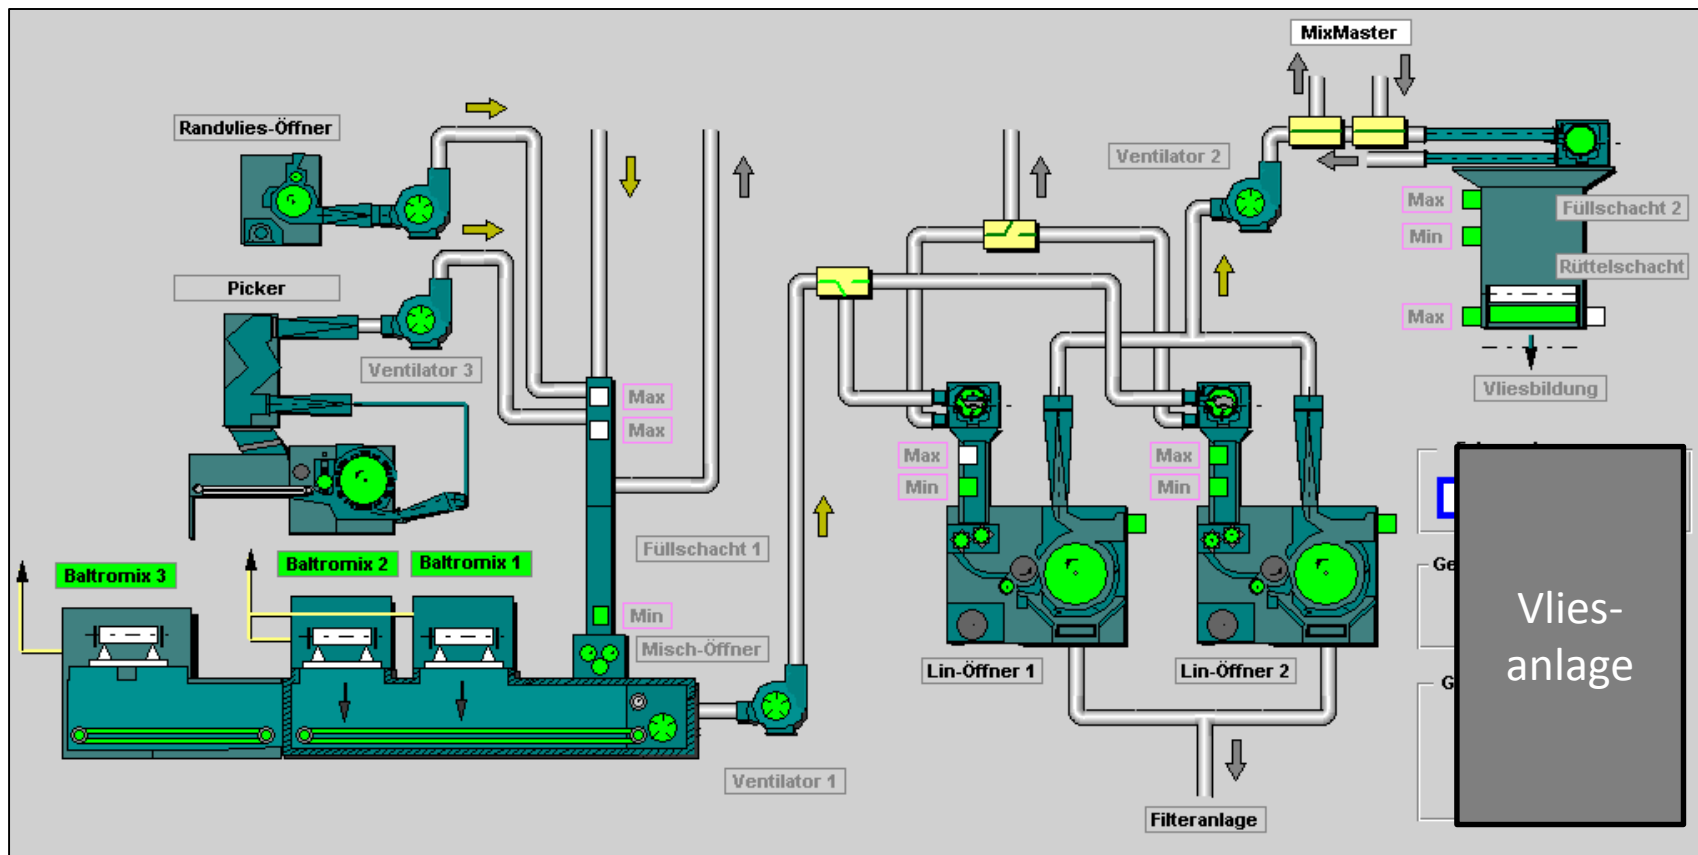 MixMaster
Randvlies-Öffner
Ventilator 2
Max
Füllschacht 2
Min
Rüttelschacht
Picker
Max
Ventilator 3
Vliesbildung
Max
Max
Max
Max
Min
Min
Füllschacht 1
Baltromix 3
Baltromix 2
Baltromix 1
Min
Misch-Öffner
Lin-Öffner 1
Lin-Öffner 2
Ventilator 1
Filteranlage
Ge
G
Vlies-
anlage